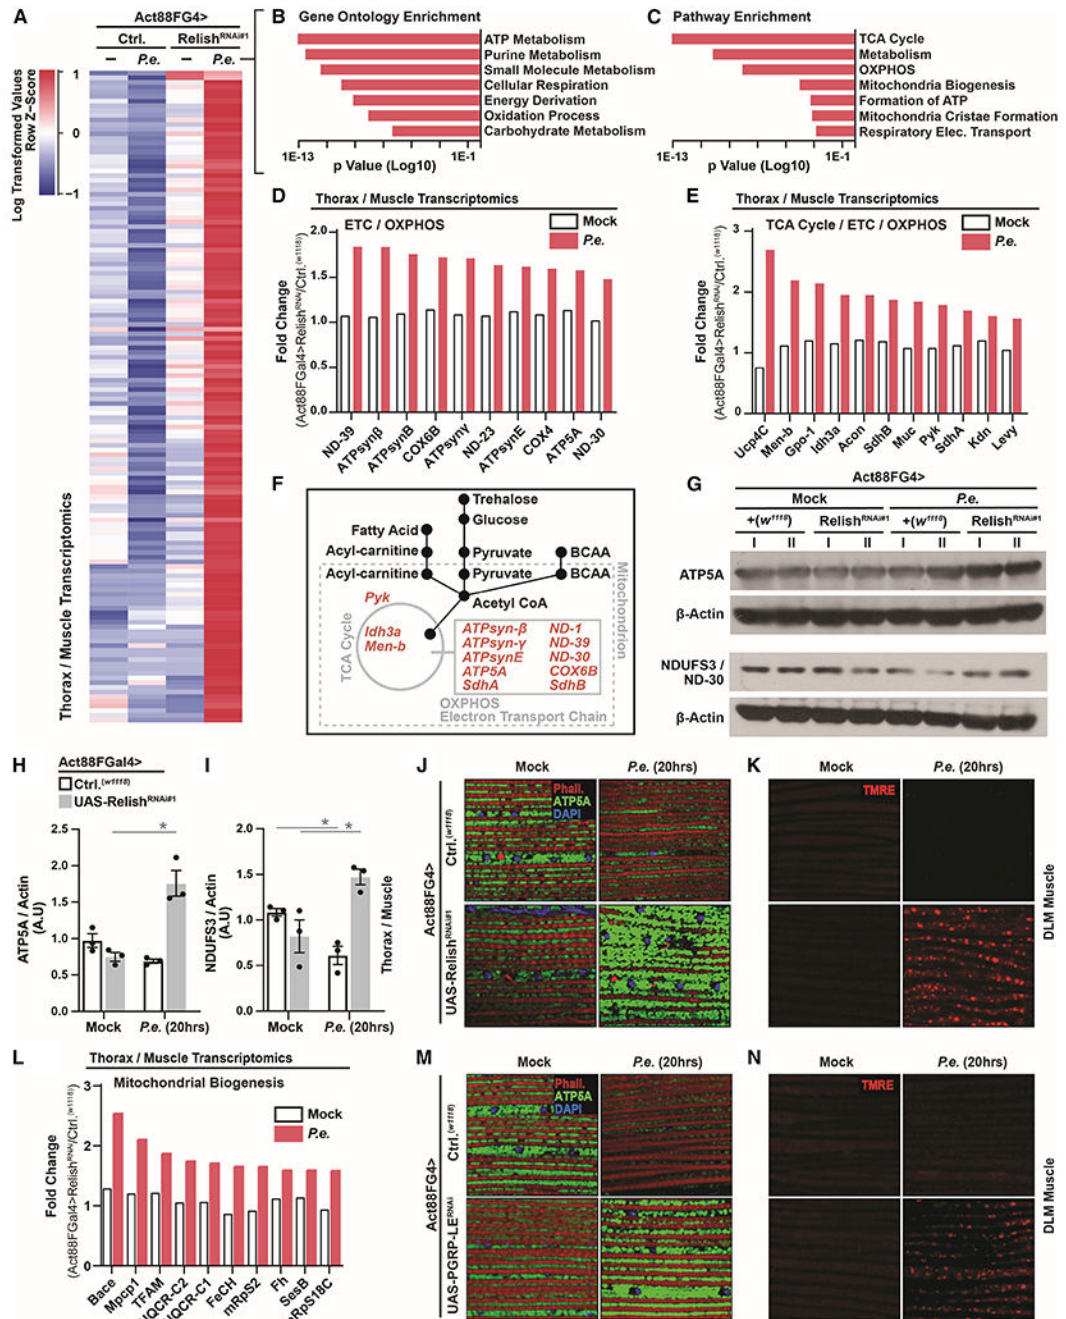 A
Act88FG4>
Ctrl. Relish^RNAi#1
– P.e. – P.e.
Log Transformed Values
Row Z-Score
1
0
−1
Thorax / Muscle Transcriptomics
B Gene Ontology Enrichment
ATP Metabolism
Purine Metabolism
Small Molecule Metabolism
Cellular Respiration
Energy Derivation
Oxidation Process
Carbohydrate Metabolism
1E-13 1E-1
p Value (Log10)
C Pathway Enrichment
TCA Cycle
Metabolism
OXPHOS
Mitochondria Biogenesis
Formation of ATP
Mitochondria Cristae Formation
Respiratory Elec. Transport
1E-13 1E-1
p Value (Log10)
D Thorax / Muscle Transcriptomics
ETC / OXPHOS
Mock
P.e.
Fold Change
(Act88FGal4>Relish^RNAi/Ctrl.(w1118))
2.0
1.5
1.0
0.0
ND-39
ATPsynβ
ATPsynB
COX6B
ATPsynγ
ND-23
ATPsynE
COX4
ATP5A
ND-30
E Thorax / Muscle Transcriptomics
TCA Cycle / ETC / OXPHOS
Mock
P.e.
Fold Change
(Act88FGal4>Relish^RNAi/Ctrl.(w1118))
3
2
1
0
Ucp4C
Men-b
Gpo-1
Idh3a
Acon
SdhB
Muc
Pyk
SdhA
Kdn
Levy
F
Trehalose
Glucose
Fatty Acid
Acyl-carnitine Pyruvate BCAA
Acyl-carnitine Pyruvate BCAA
Acetyl CoA
Mitochondrion
Pyk
TCA Cycle
Idh3a
Men-b
ATPsyn-β ND-1
ATPsyn-γ ND-39
ATPsynE ND-30
ATP5A COX6B
SdhA SdhB
OXPHOS
Electron Transport Chain
G
Act88FG4>
Mock P.e.
+(w1118) Relish^RNAi#1 +(w1118) Relish^RNAi#1
I II I II I II I II
ATP5A
β-Actin
NDUFS3 /
ND-30
β-Actin
H Act88FGal4>
Ctrl.(w1118)
UAS-Relish^RNAi#1
*
ATP5A / Actin
(A.U)
2.5
2.0
1.5
1.0
0.5
0.0
Mock P.e. (20hrs)
I
* *
NDUFS3 / Actin
(A.U)
2.0
1.5
1.0
0.5
0.0
Mock P.e. (20hrs)
Thorax / Muscle
J
Mock P.e. (20hrs)
Phall.
ATP5A
DAPI
Act88FG4>
Ctrl.(w1118)
UAS-Relish^RNAi#1
K
Mock P.e. (20hrs)
TMRE
DLM Muscle
L Thorax / Muscle Transcriptomics
Mitochondrial Biogenesis
Mock
P.e.
Fold Change
(Act88FGal4>Relish^RNAi/Ctrl.(w1118))
3
2
1
0
Bace
Mpcp1
TFAM
UQCR-C2
UQCR-C1
FeCH
mRpS2
Fh
SesB
mRpS18C
M
Mock P.e. (20hrs)
Phall.
ATP5A
DAPI
Act88FG4>
Ctrl.(w1118)
UAS-PGRP-LE^RNAi
N
Mock P.e. (20hrs)
TMRE
DLM Muscle